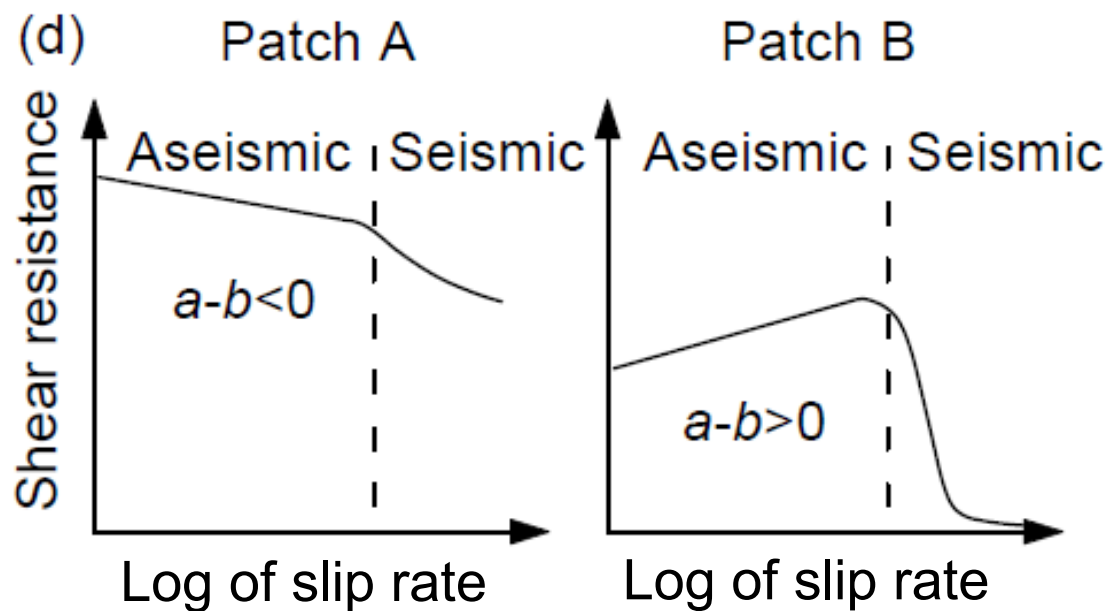 (d)
Patch A
Patch B
Shear resistance
Aseismic
Seismic
Aseismic
Seismic
a-b<0
a-b>0
Log of slip rate
Log of slip rate